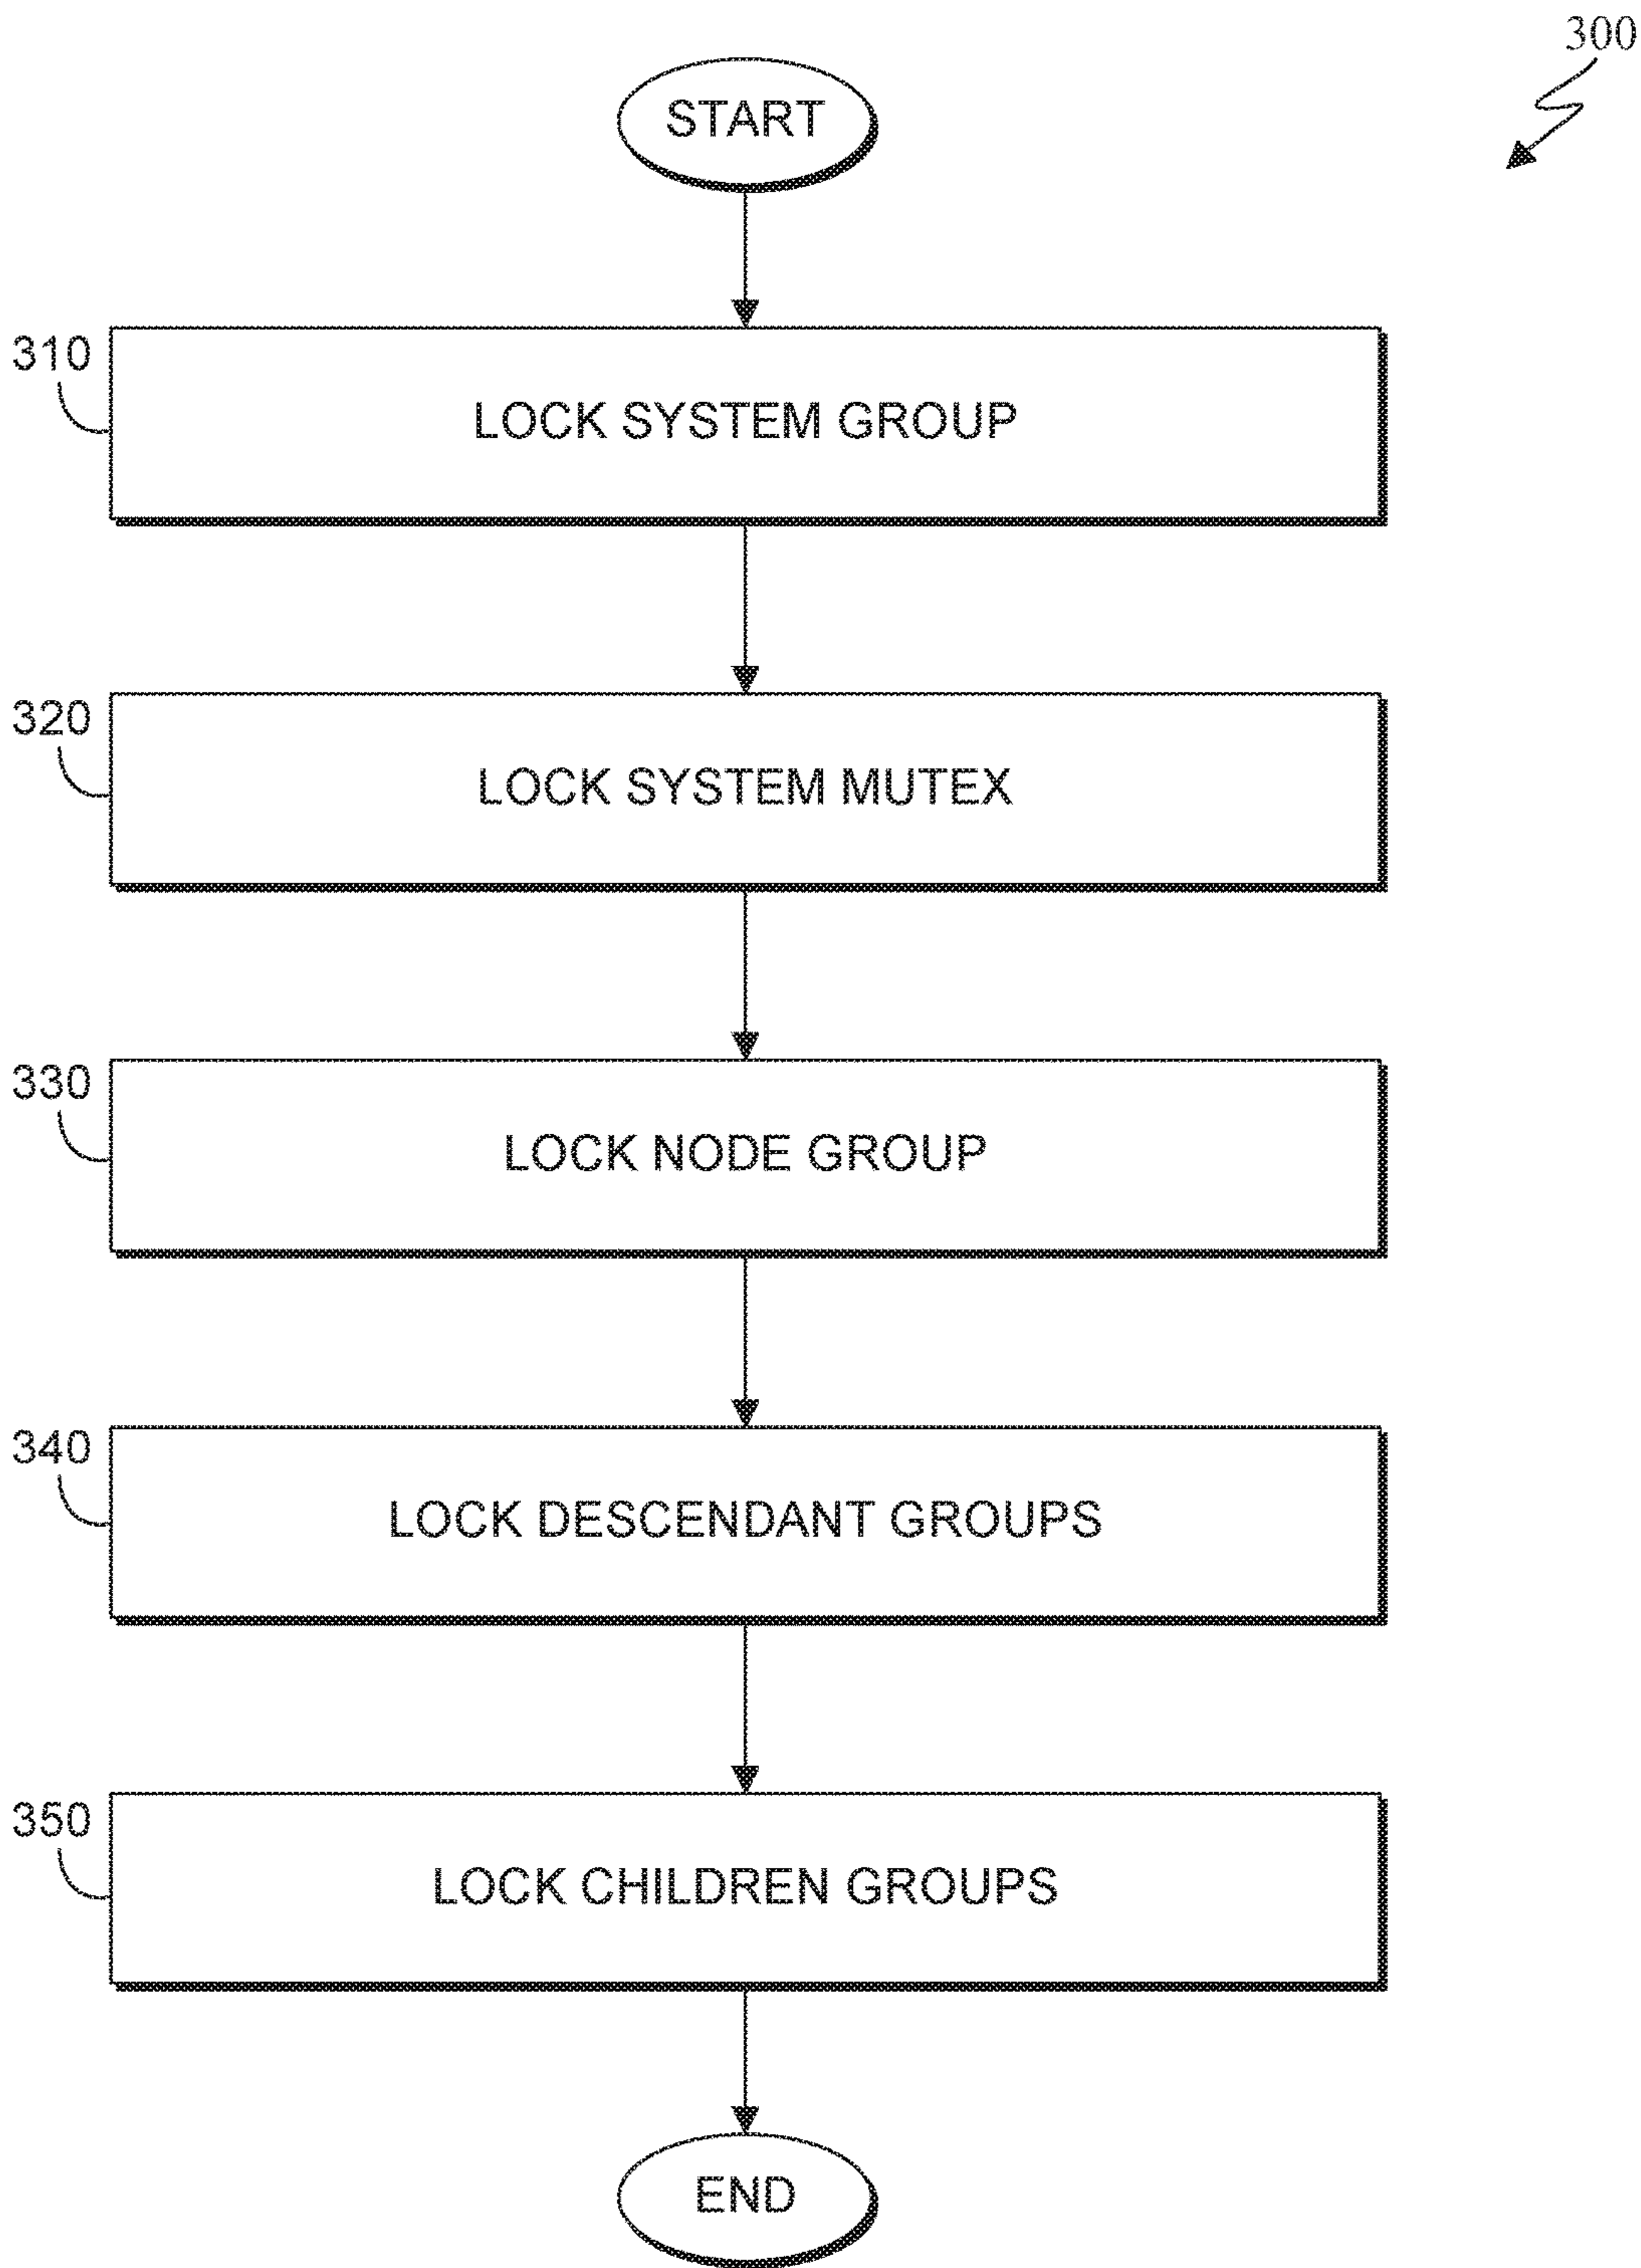 300
START
310
LOCK SYSTEM GROUP
320
LOCK SYSTEM MUTEX
330
LOCK NODE GROUP
340
LOCK DESCENDANT GROUPS
350
LOCK CHILDREN GROUPS
END